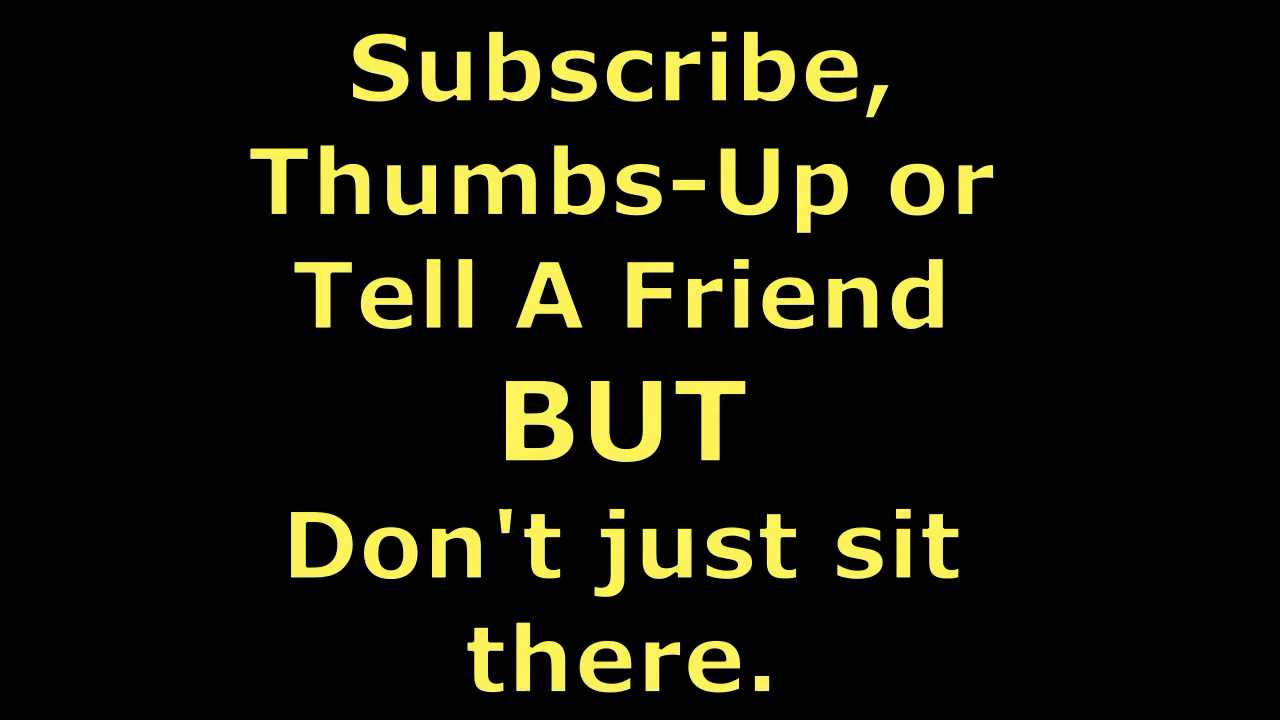 Subscribe,
Thumbs-Up or
Tell A Friend
BUT
Don't just sit
there.